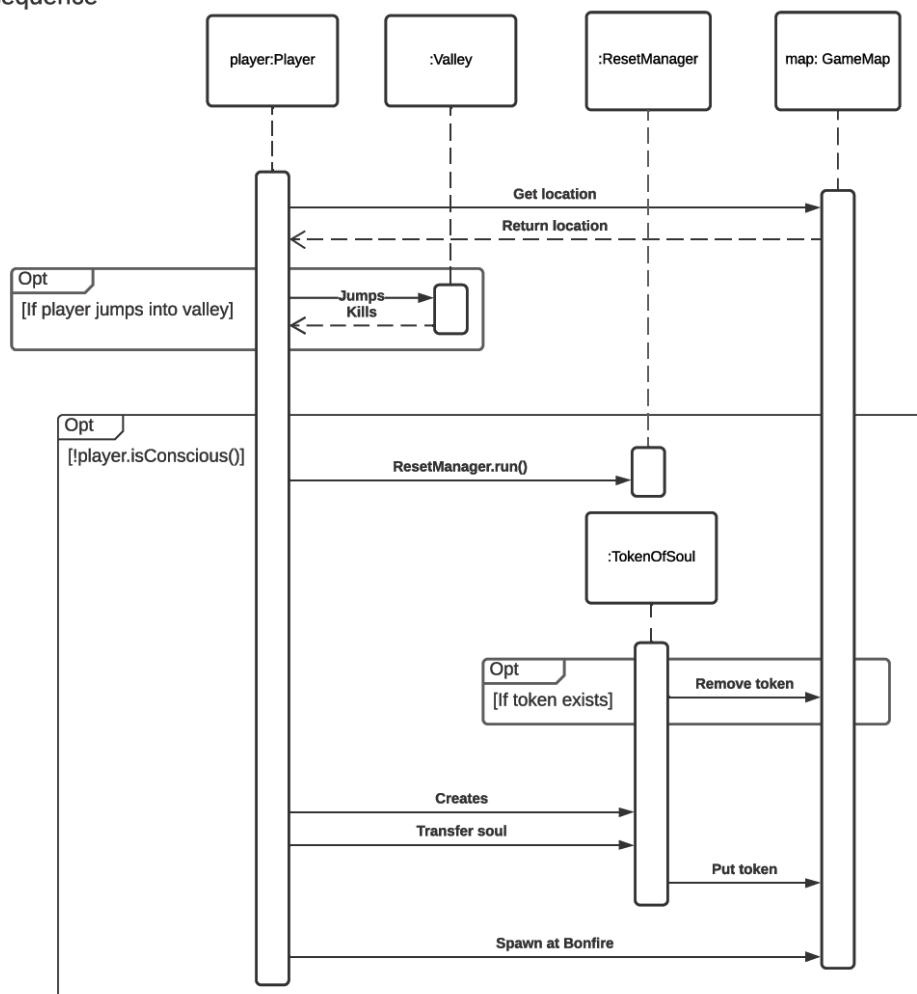 player:Player
:Valley
:ResetManager
map: GameMap
Get location
Return location
Opt
[If player jumps into valley]
Jumps
Kills
Opt
[!player.isConscious()]
ResetManager.run()
:TokenOfSoul
Opt
[If token exists]
Remove token
Creates
Transfer soul
Put token
Spawn at Bonfire